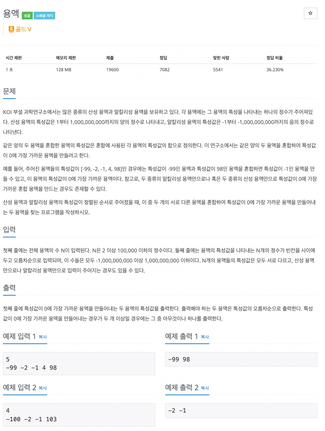 용액
성공
스페셜 저지
골드 V
시간 제한 메모리 제한 제출 정답 맞힌 사람 정답 비율
1 초 128 MB 19600 7082 5541 36.230%
문제
KOI 부설 과학연구소에서는 많은 종류의 산성 용액과 알칼리성 용액을 보유하고 있다. 각 용액에는 그 용액의 특성을 나타내는 하나의 정수가 주어져있
다. 산성 용액의 특성값은 1부터 1,000,000,000까지의 양의 정수로 나타내고, 알칼리성 용액의 특성값은 -1부터 -1,000,000,000까지의 음의 정수로
나타낸다.
같은 양의 두 용액을 혼합한 용액의 특성값은 혼합에 사용된 각 용액의 특성값의 합으로 정의한다. 이 연구소에서는 같은 양의 두 용액을 혼합하여 특성값
이 0에 가장 가까운 용액을 만들려고 한다.
예를 들어, 주어진 용액들의 특성값이 [-99, -2, -1, 4, 98]인 경우에는 특성값이 -99인 용액과 특성값이 98인 용액을 혼합하면 특성값이 -1인 용액을 만
들 수 있고, 이 용액이 특성값이 0에 가장 가까운 용액이다. 참고로, 두 종류의 알칼리성 용액만으로나 혹은 두 종류의 산성 용액만으로 특성값이 0에 가장
가까운 혼합 용액을 만드는 경우도 존재할 수 있다.
산성 용액과 알칼리성 용액의 특성값이 정렬된 순서로 주어졌을 때, 이 중 두 개의 서로 다른 용액을 혼합하여 특성값이 0에 가장 가까운 용액을 만들어내
는 두 용액을 찾는 프로그램을 작성하시오.
입력
첫째 줄에는 전체 용액의 수 N이 입력된다. N은 2 이상 100,000 이하의 정수이다. 둘째 줄에는 용액의 특성값을 나타내는 N개의 정수가 빈칸을 사이에
두고 오름차순으로 입력되며, 이 수들은 모두 -1,000,000,000 이상 1,000,000,000 이하이다. N개의 용액들의 특성값은 모두 서로 다르고, 산성 용액
만으로나 알칼리성 용액만으로 입력이 주어지는 경우도 있을 수 있다.
출력
첫째 줄에 특성값이 0에 가장 가까운 용액을 만들어내는 두 용액의 특성값을 출력한다. 출력해야 하는 두 용액은 특성값의 오름차순으로 출력한다. 특성
값이 0에 가장 가까운 용액을 만들어내는 경우가 두 개 이상일 경우에는 그 중 아무것이나 하나를 출력한다.
예제 입력 1 복사
5
-99 -2 -1 4 98
예제 출력 1 복사
-99 98
예제 입력 2 복사
4
-100 -2 -1 103
예제 출력 2 복사
-2 -1